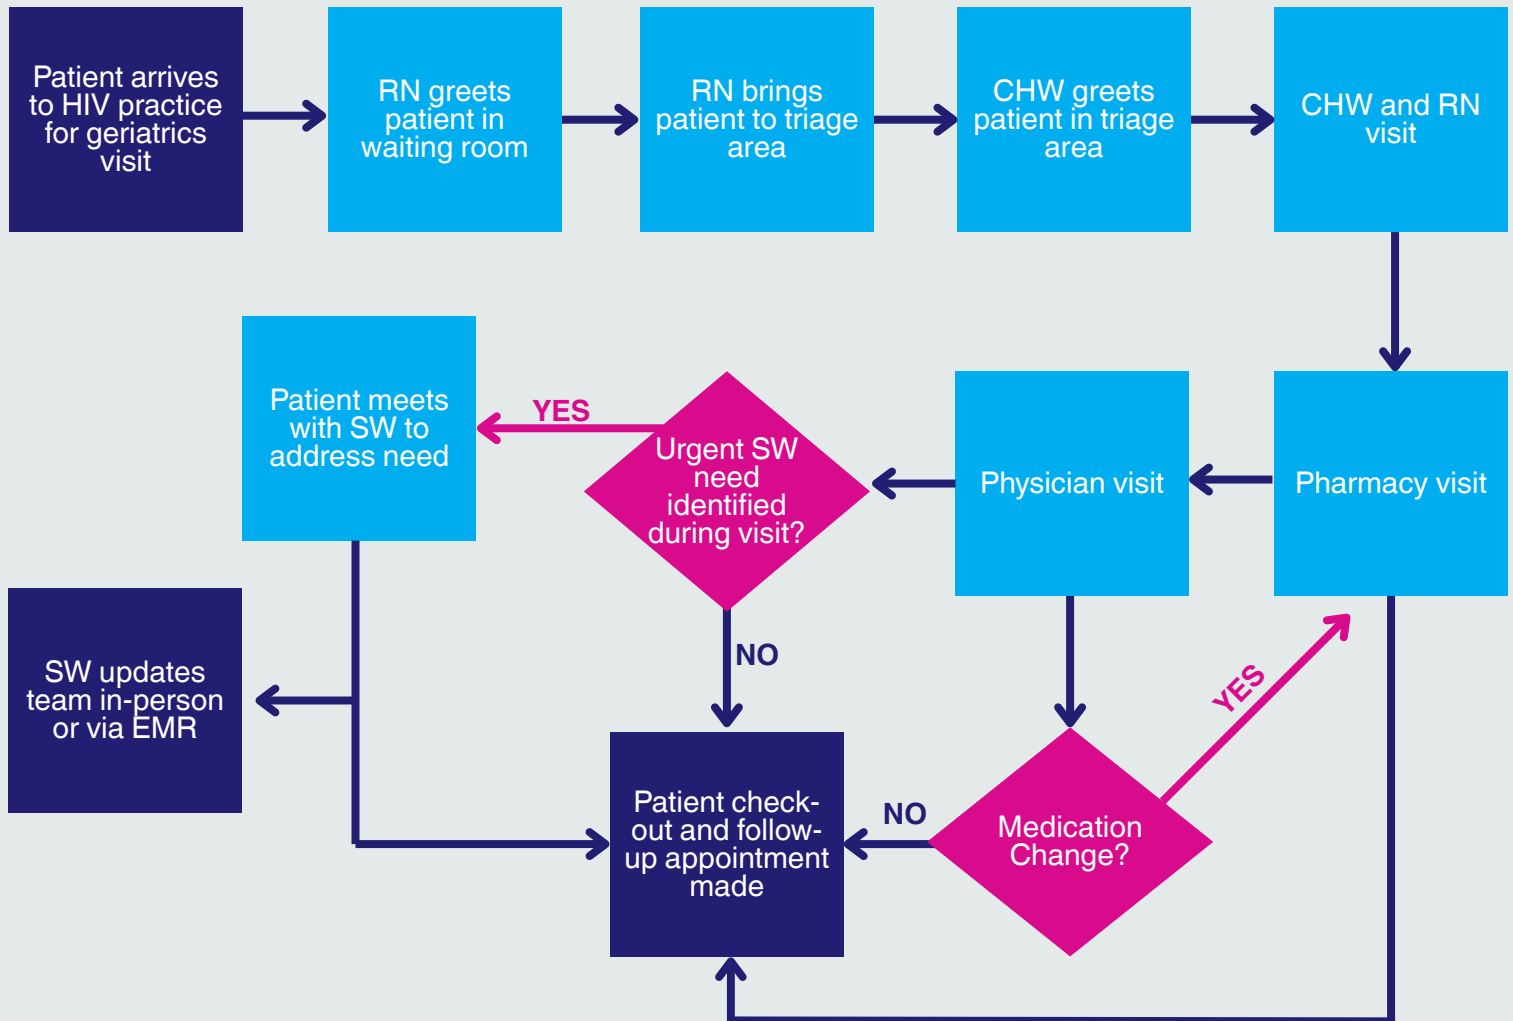 Patient arrives
to HIV practice
for geriatrics
visit
RN greets
patient in
waiting room
RN brings
patient to triage
area
CHW greets
patient in triage
area
CHW and RN
visit
Patient meets
with SW to
address need
YES
Urgent SW
need
identified
during visit?
Physician visit
Pharmacy visit
NO
SW updates
team in-person
or via EMR
YES
Patient check-
out and follow-
up appointment
made
NO
Medication
Change?